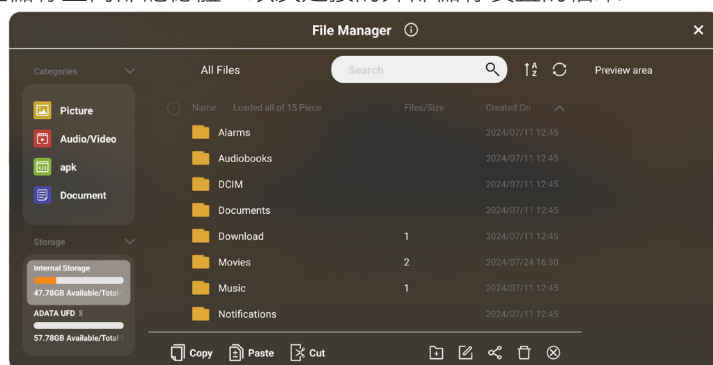 File Manager
Categories
All Files
Search
Preview area
Picture
Audio/Video
apk
Document
Name Loaded all of 15 Piece Files/Size Created On
Alarms 2024/07/11 12:45
Audiobooks 2024/07/11 12:45
DCIM 2024/07/11 12:45
Documents 2024/07/11 12:45
Download 1 2024/07/11 12:45
Movies 2 2024/07/24 16:30
Music 1 2024/07/11 12:45
Notifications 2024/07/11 12:45
Storage
Internal Storage
47.78GB Available/Total
ADATA UFD
57.78GB Available/Total
Copy Paste Cut